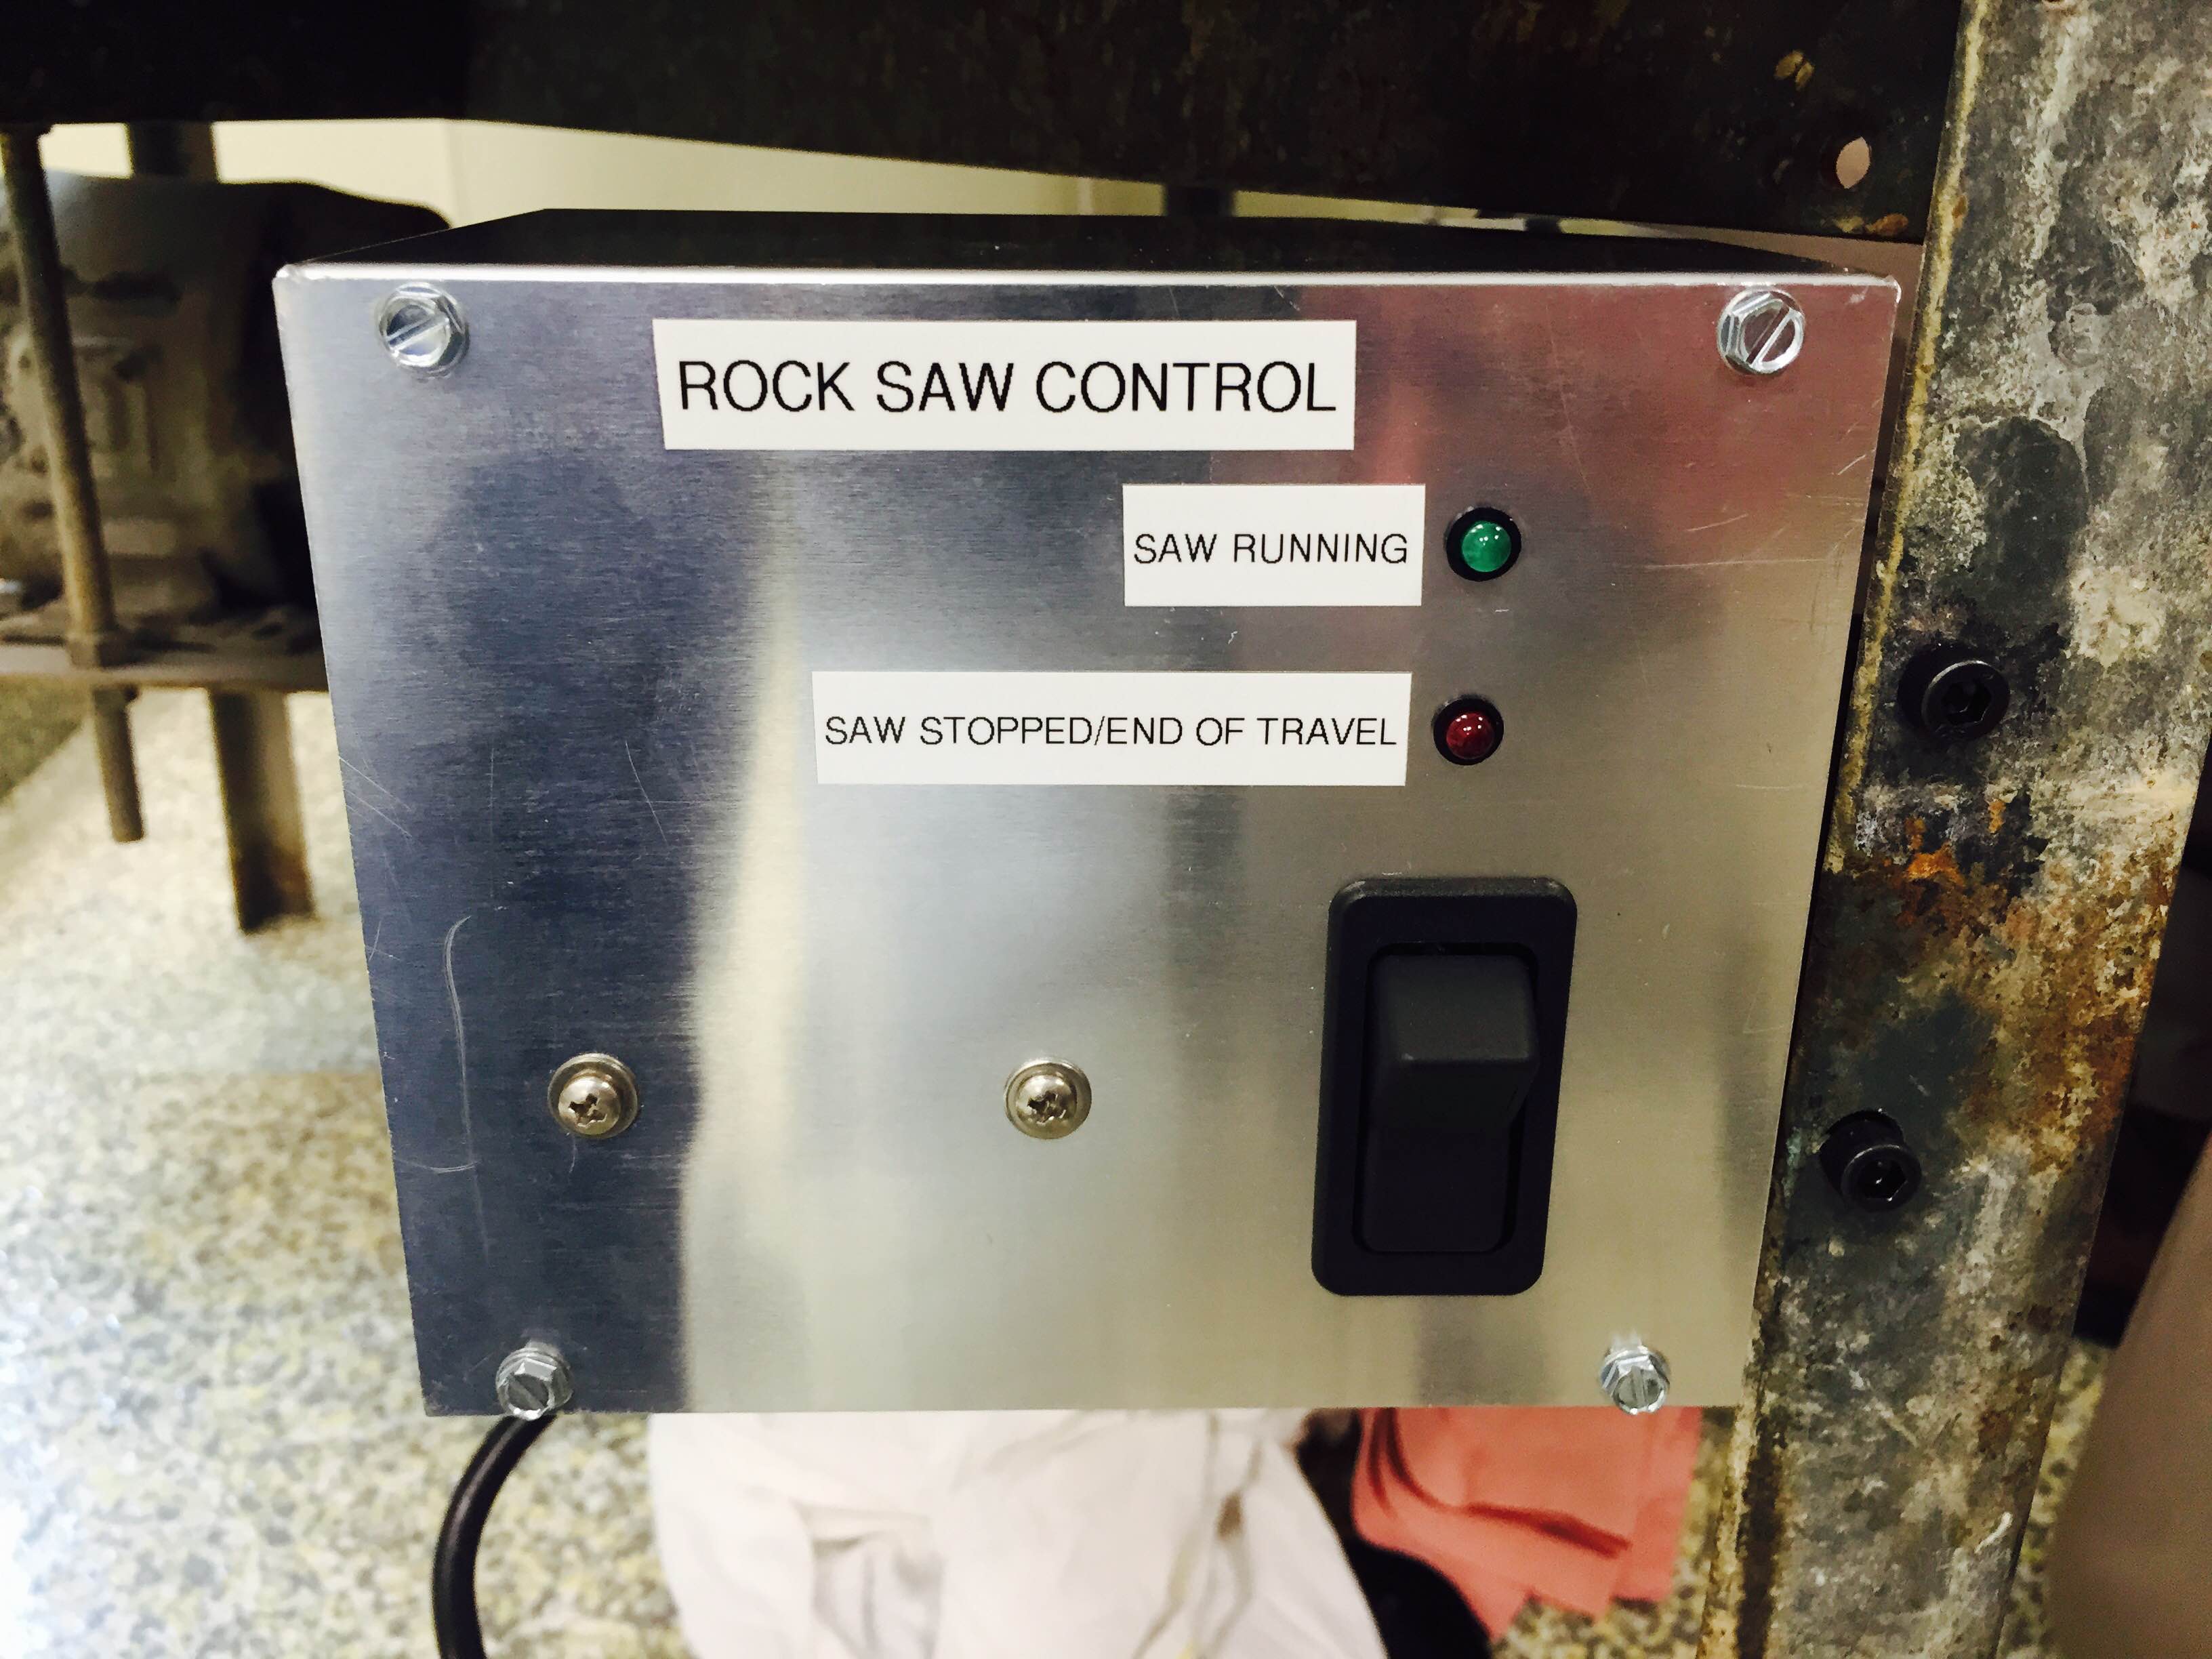 ROCK SAW CONTROL
SAW RUNNING
SAW STOPPED/END OF TRAVEL